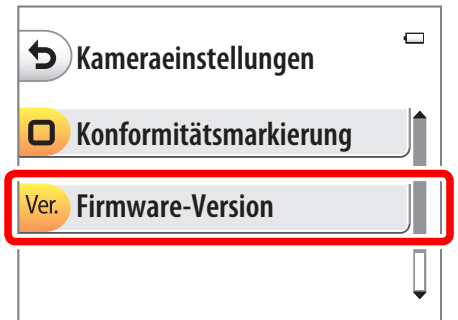 Kameraeinstellungen
Konformitätsmarkierung
Ver. Firmware-Version